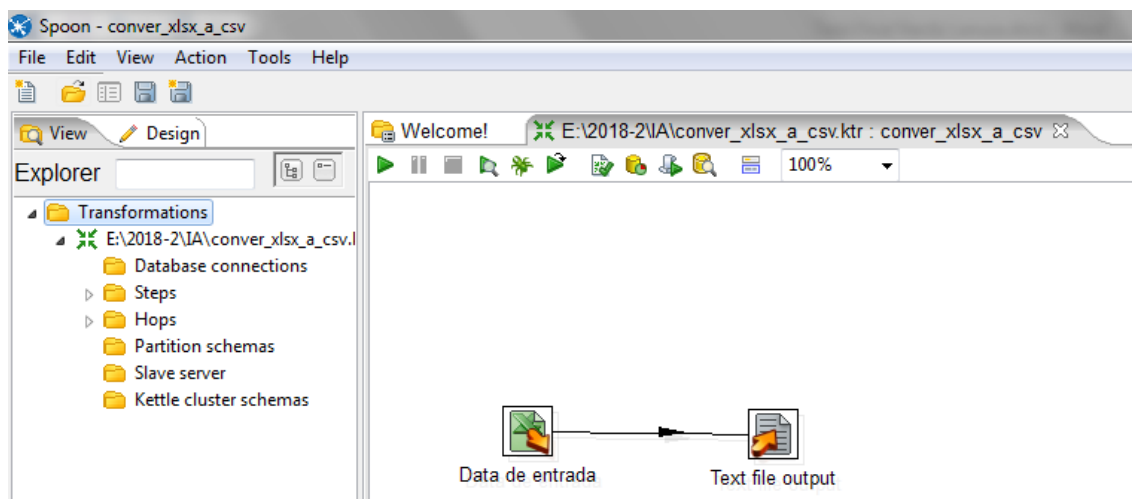 Spoon - conver_xlsx_a_csv
File Edit View Action Tools Help
View Design
Explorer
Transformations
E:\2018-2\IA\conver_xlsx_a_csv.
Database connections
Steps
Hops
Partition schemas
Slave server
Kettle cluster schemas
Welcome! E:\2018-2\IA\conver_xlsx_a_csv.ktr : conver_xlsx_a_csv
100%
Data de entrada
Text file output